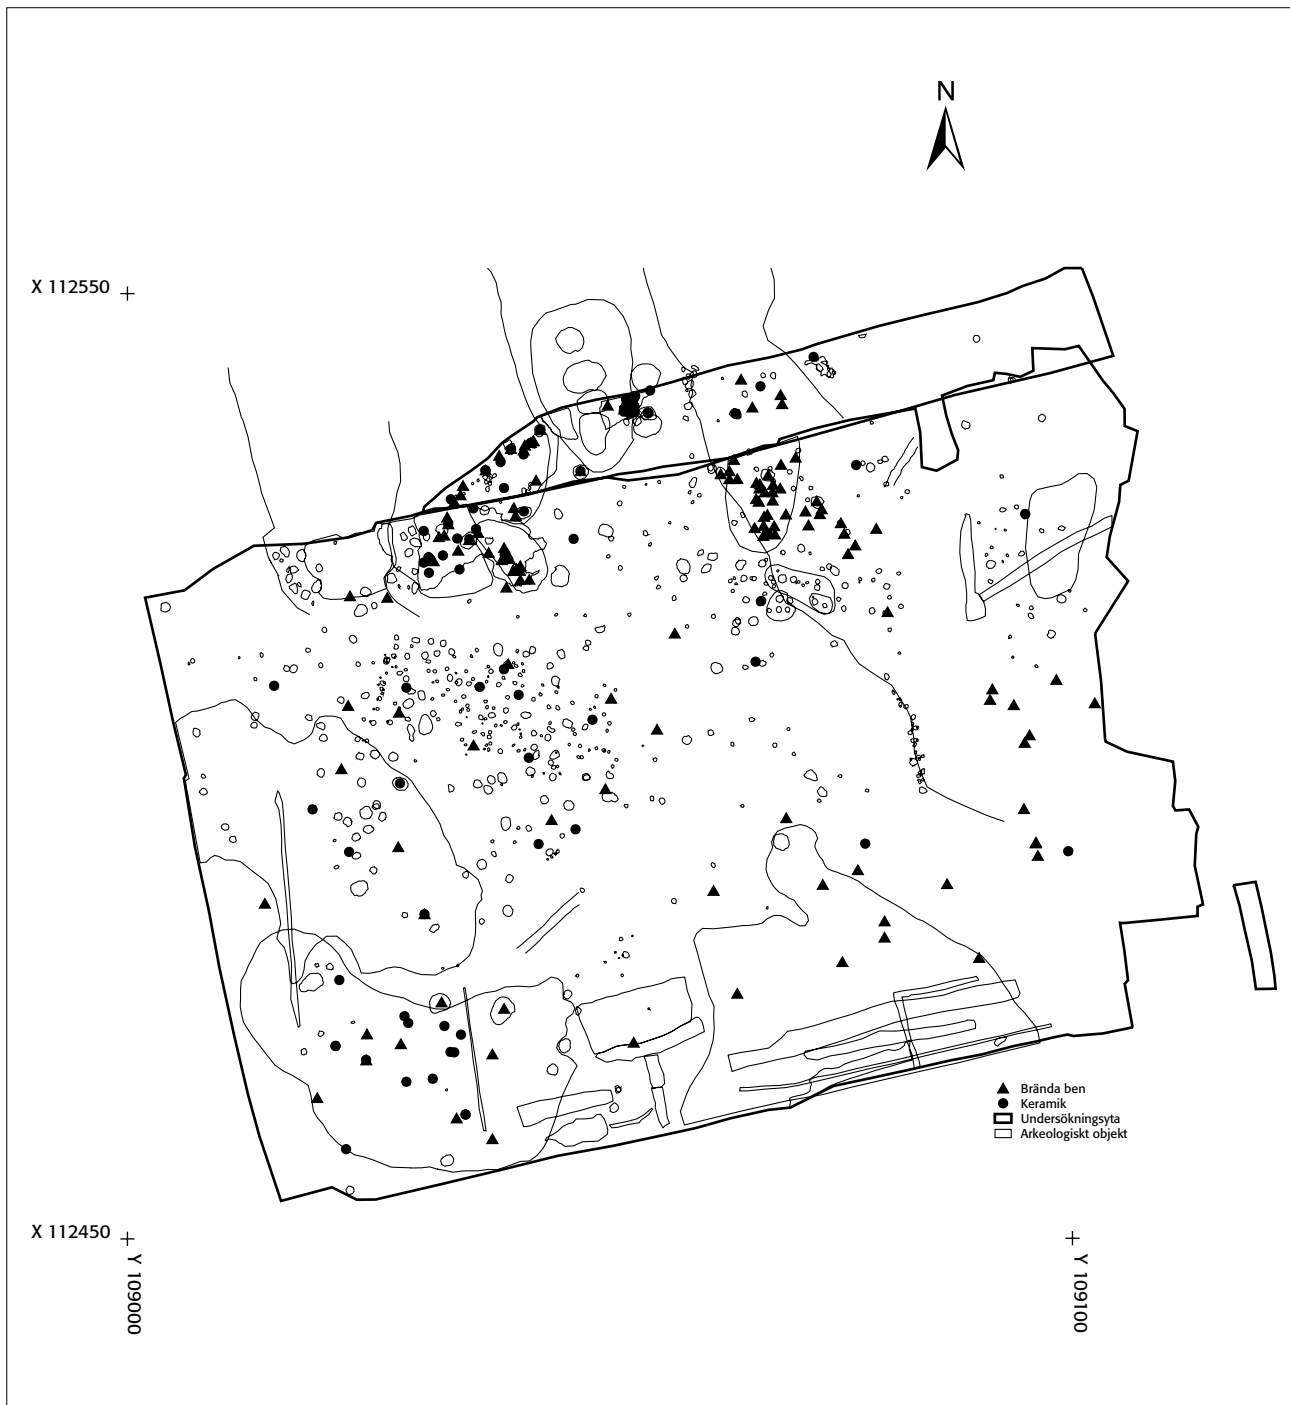 N
X 112550
Brända ben
Keramik
Undersökningsyta
Arkeologiskt objekt
X 112450
Y 109000
Y 109100